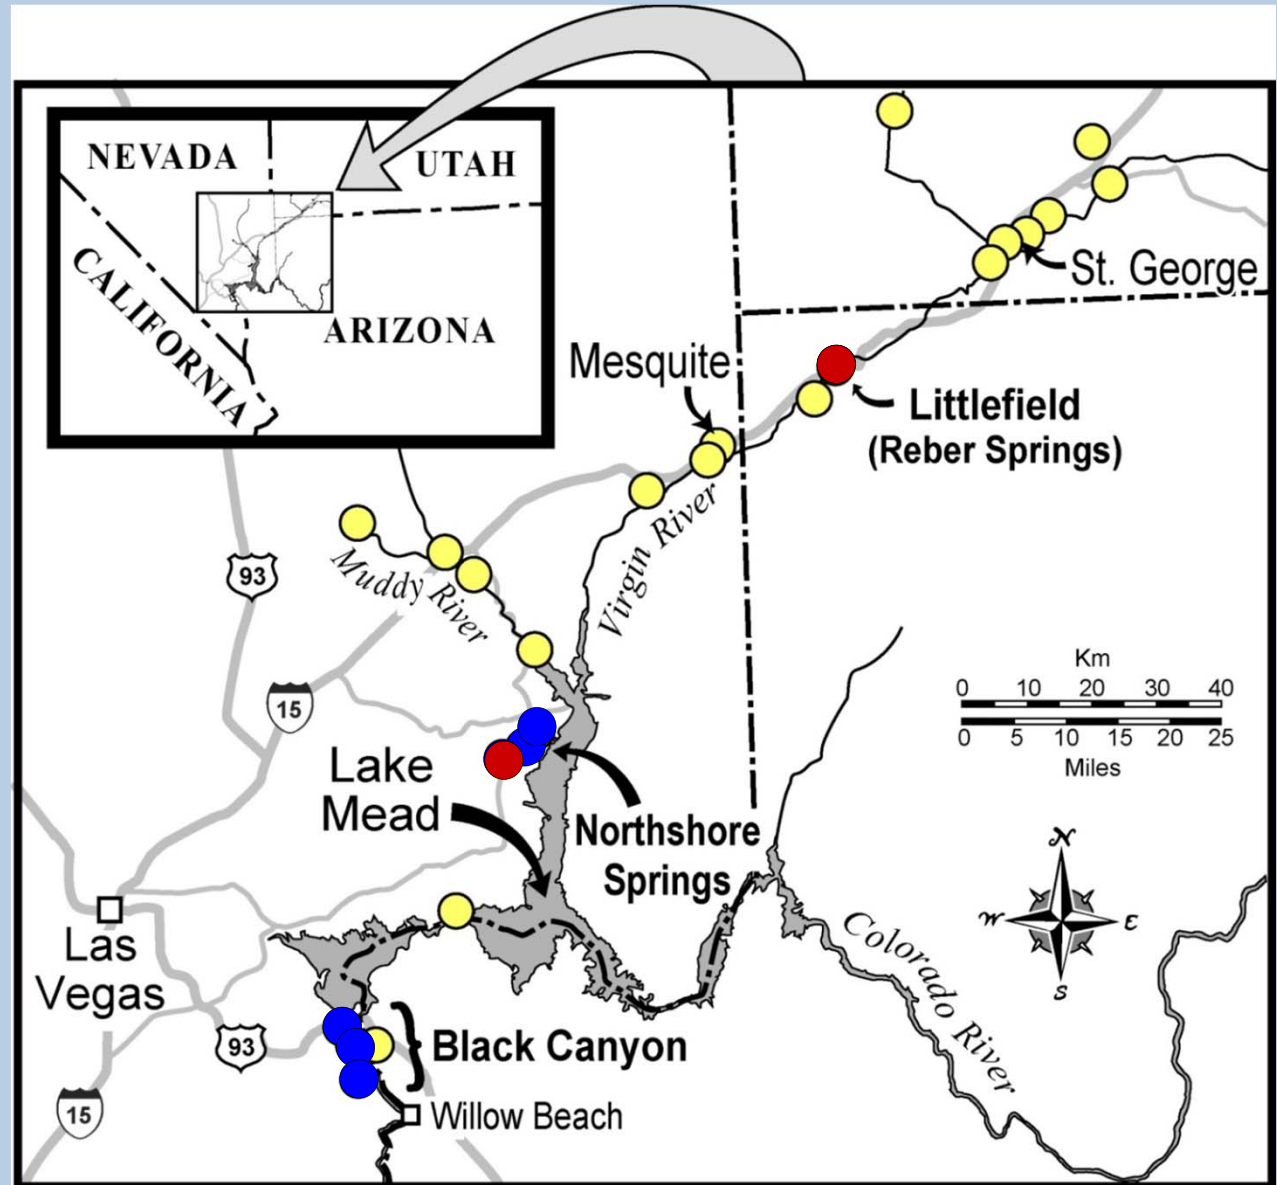 NEVADA
UTAH
CALIFORNIA
ARIZONA
St. George
Mesquite
Littlefield
(Reber Springs)
Virgin River
Muddy River
93
15
Km
0 10 20 30 40
0 5 10 15 20 25
Miles
Lake
Mead
Northshore
Springs
N
W E
S
Las
Vegas
Colorado River
93
Black Canyon
15
Willow Beach